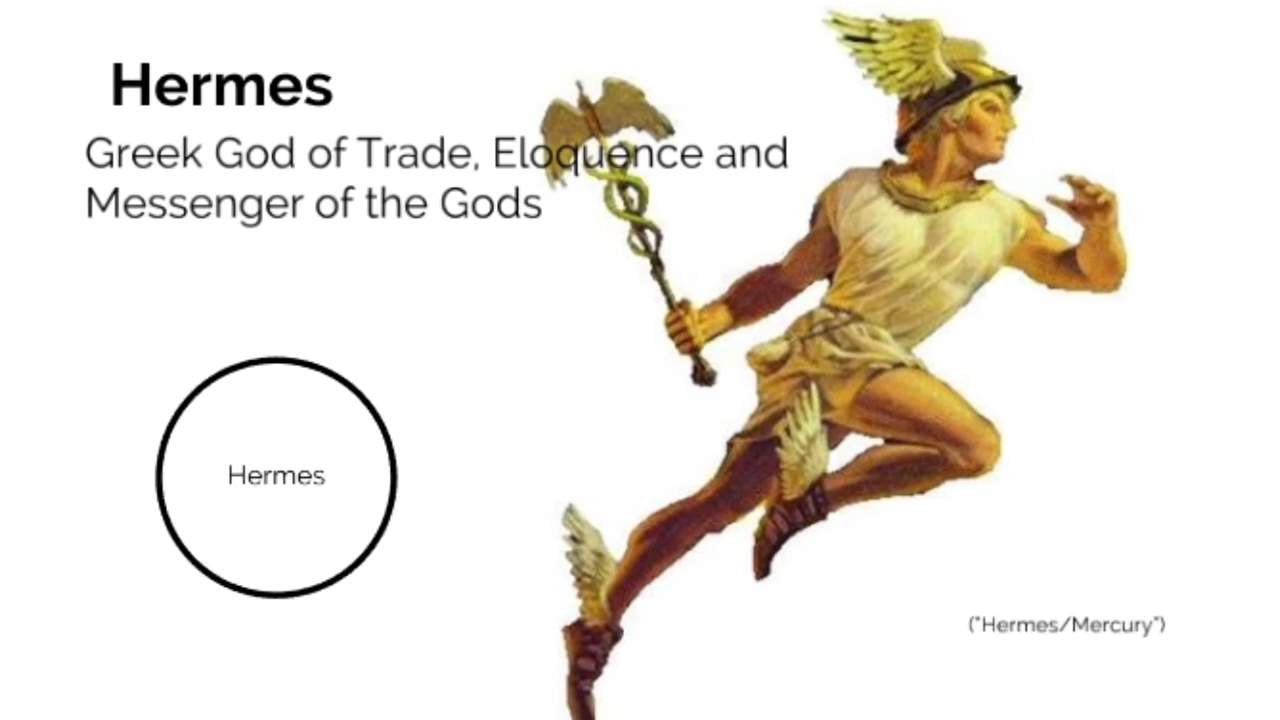 Hermes
Greek God of Trade, Eloquence and
Messenger of the Gods
Hermes
("Hermes/Mercury")